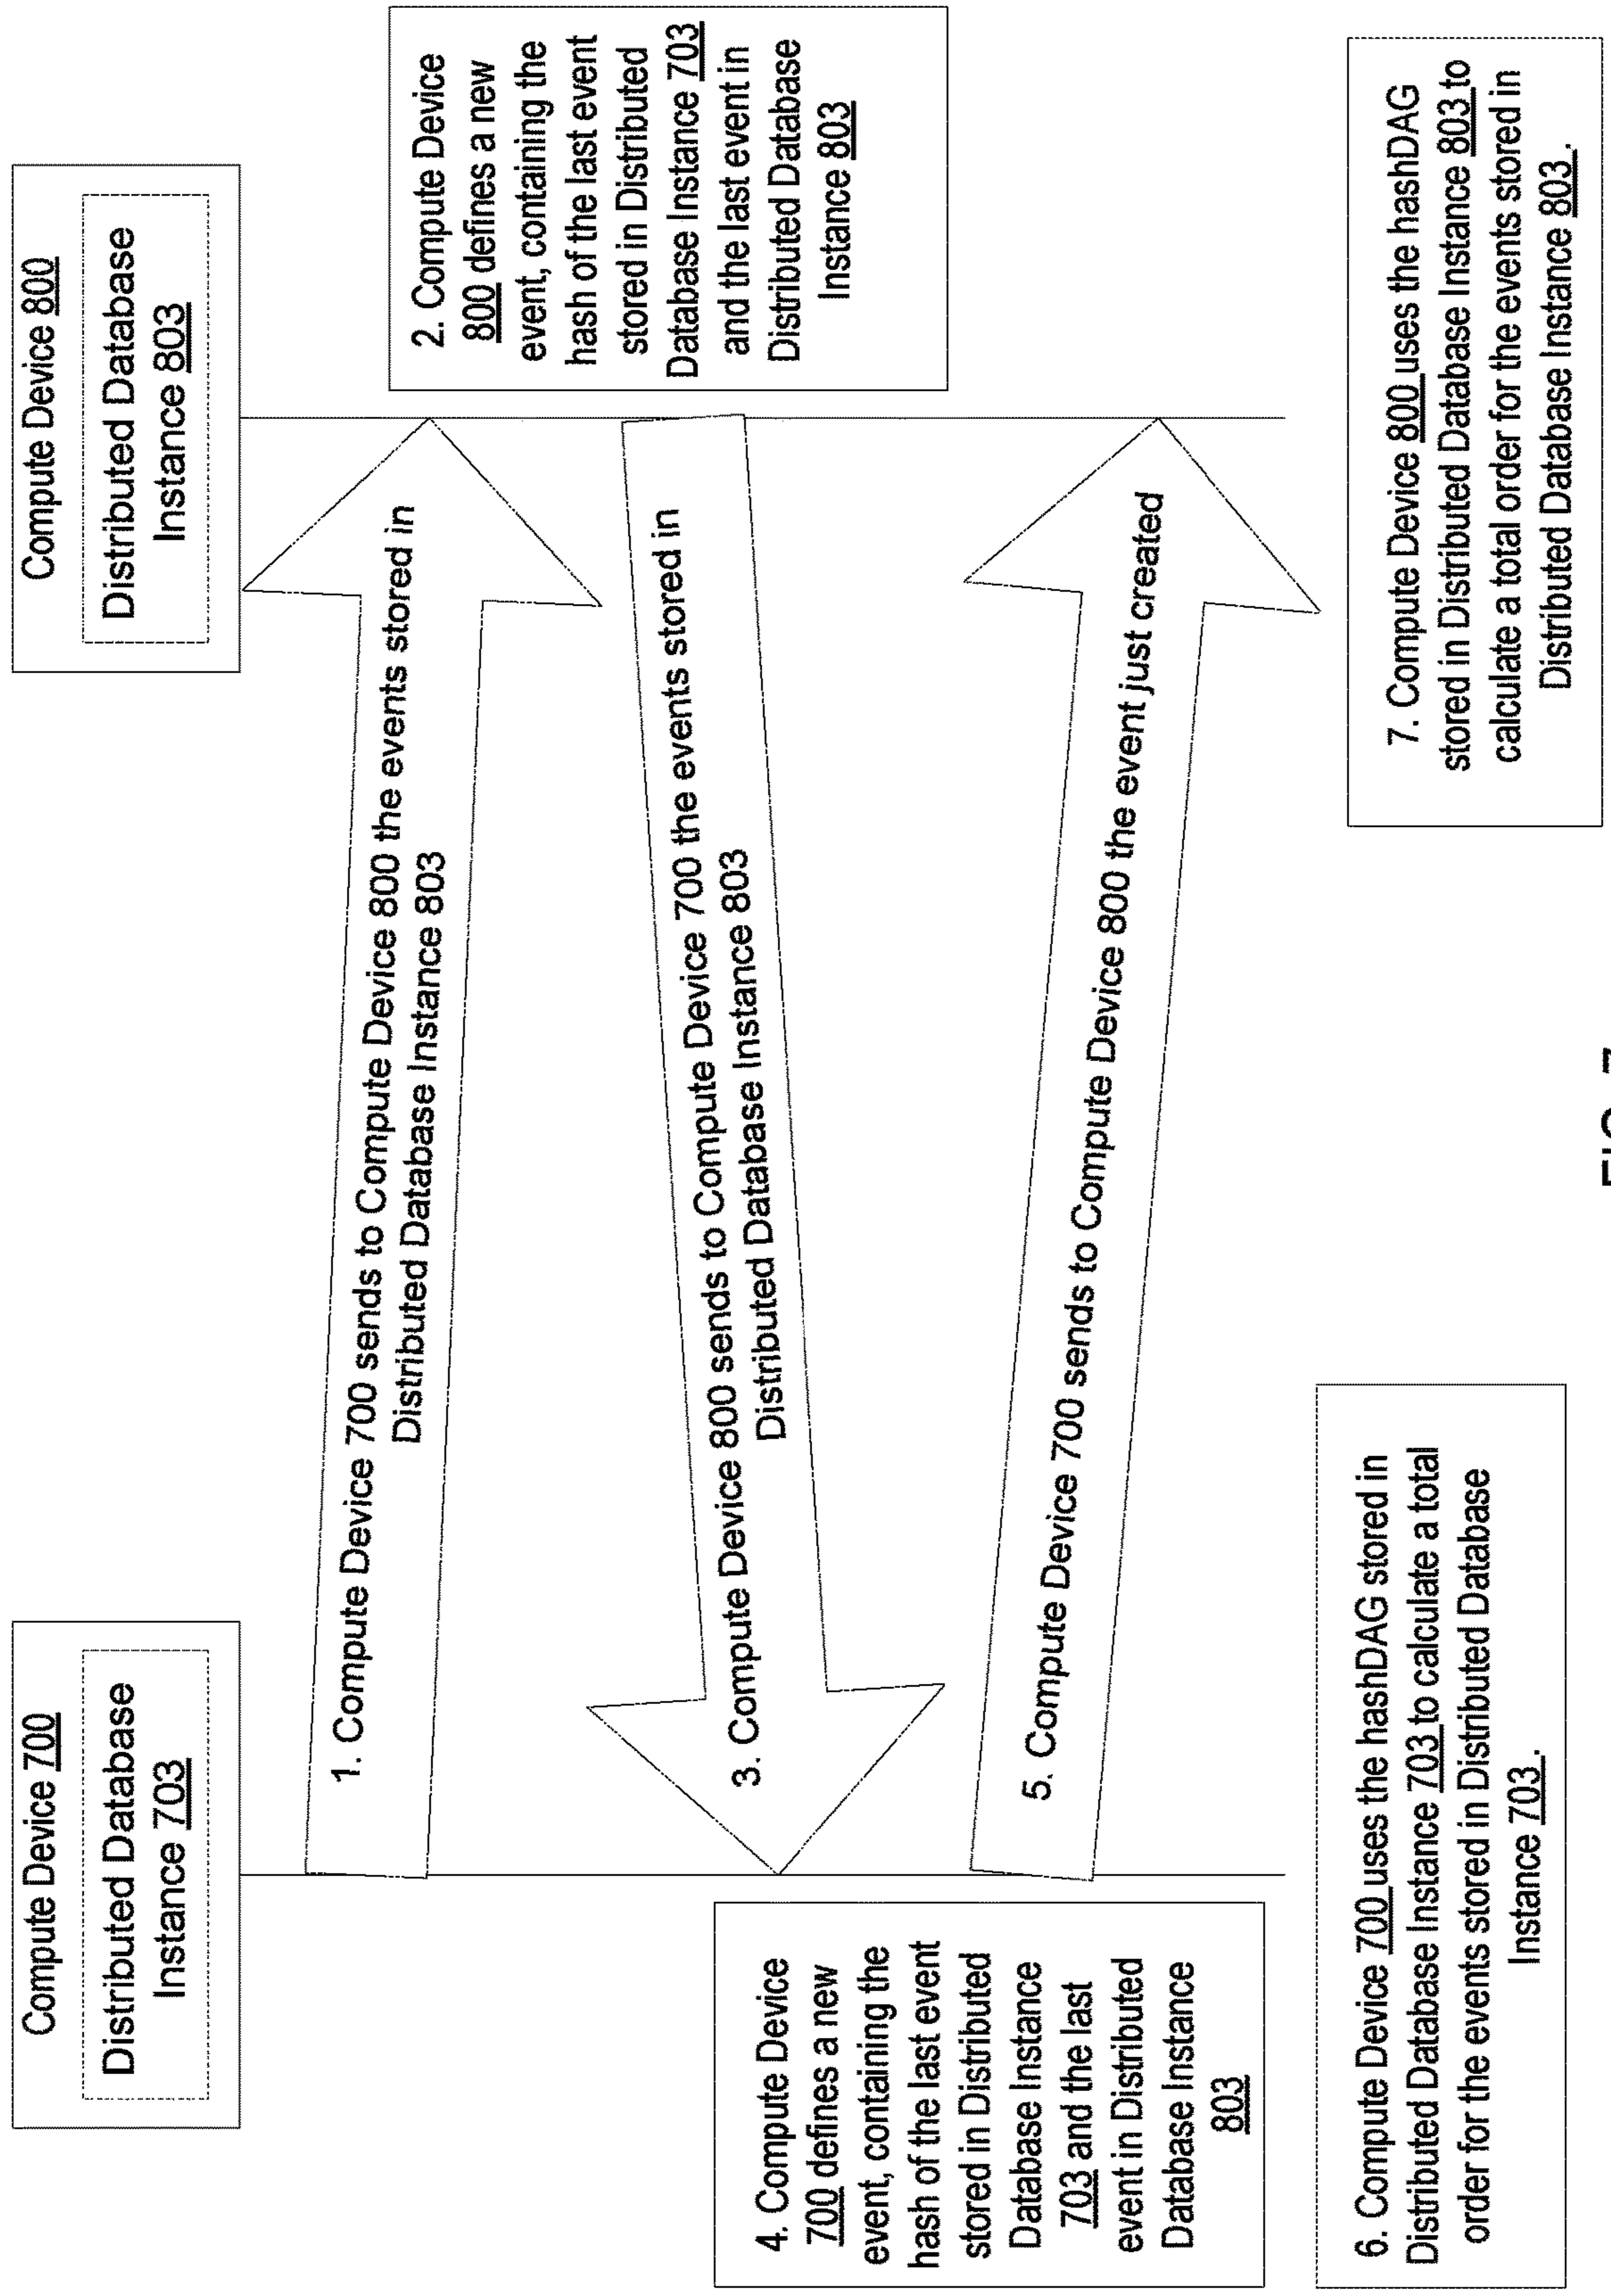 Compute Device 700
Distributed Database
Instance 703
Compute Device 800
Distributed Database
Instance 803
1. Compute Device 700 sends to Compute Device 800 the events stored in
Distributed Database Instance 803
2. Compute Device
800 defines a new
event, containing the
hash of the last event
stored in Distributed
Database Instance 703
and the last event in
Distributed Database
Instance 803
3. Compute Device 800 sends to Compute Device 700 the events stored in
Distributed Database Instance 803
4. Compute Device
700 defines a new
event, containing the
hash of the last event
stored in Distributed
Database Instance
703 and the last
event in Distributed
Database Instance
803
5. Compute Device 700 sends to Compute Device 800 the event just created
6. Compute Device 700 uses the hashDAG stored in
Distributed Database Instance 703 to calculate a total
order for the events stored in Distributed Database
Instance 703.
7. Compute Device 800 uses the hashDAG
stored in Distributed Database Instance 803 to
calculate a total order for the events stored in
Distributed Database Instance 803.